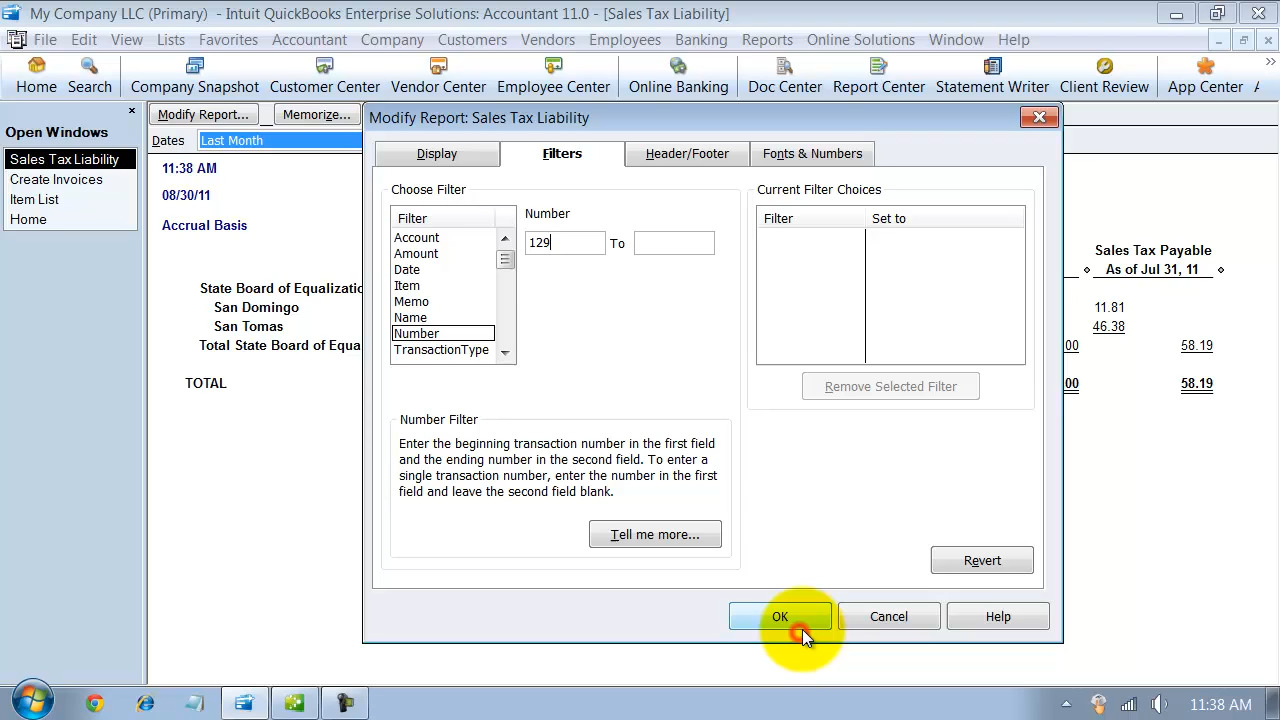 My Company LLC (Primary) - Intuit QuickBooks Enterprise Solutions: Accountant 11.0 - [Sales Tax Liability]
File Edit View Lists Favorites Accountant Company Customers Vendors Employees Banking Reports Online Solutions Window Help
Home Search Company Snapshot Customer Center Vendor Center Employee Center Online Banking Doc Center Report Center Statement Writer Client Review App Center
Open Windows
Sales Tax Liability
Create Invoices
Item List
Home
Modify Report... Memorize...
Dates Last Month
11:38 AM
08/30/11
Accrual Basis
Sales Tax Payable
As of Jul 31, 11
State Board of Equalizatio
San Domingo 11.81
San Tomas 46.38
Total State Board of Equa 00 58.19
TOTAL 00 58.19
Modify Report: Sales Tax Liability
Display Filters Header/Footer Fonts & Numbers
Choose Filter
Filter
Account
Amount
Date
Item
Memo
Name
Number
TransactionType
Number
129 To
Current Filter Choices
Filter Set to
Remove Selected Filter
Number Filter
Enter the beginning transaction number in the first field
and the ending number in the second field. To enter a
single transaction number, enter the number in the first
field and leave the second field blank.
Tell me more...
Revert
OK Cancel Help
11:38 AM